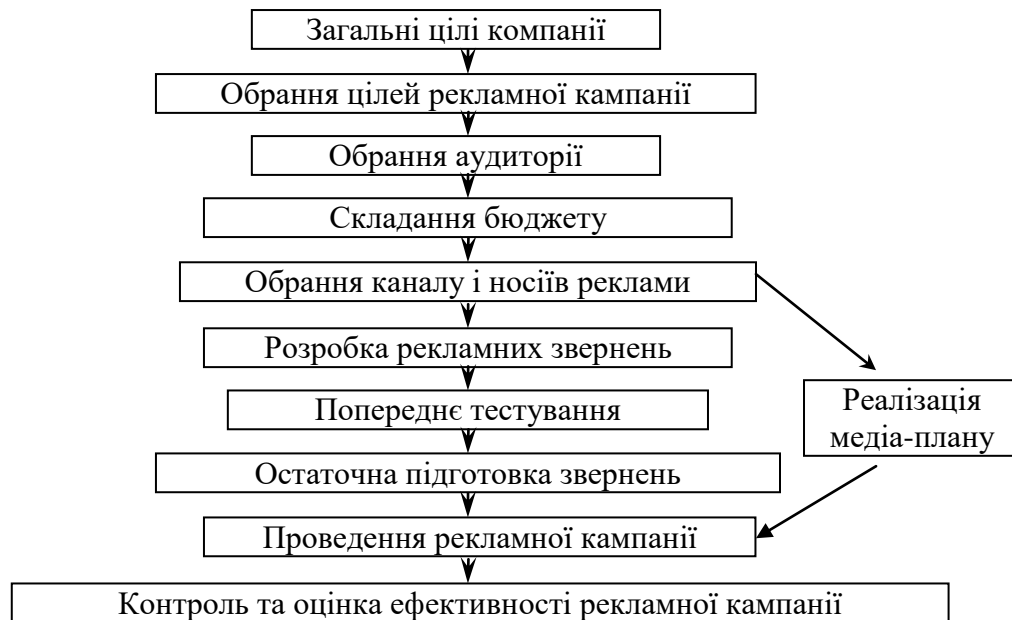 Загальні цілі компанії
Обрання цілей рекламної кампанії
Обрання аудиторії
Складання бюджету
Обрання каналу і носіїв реклами
Розробка рекламних звернень
Попереднє тестування
Реалізація
медіа-плану
Остаточна підготовка звернень
Проведення рекламної кампанії
Контроль та оцінка ефективності рекламної кампанії